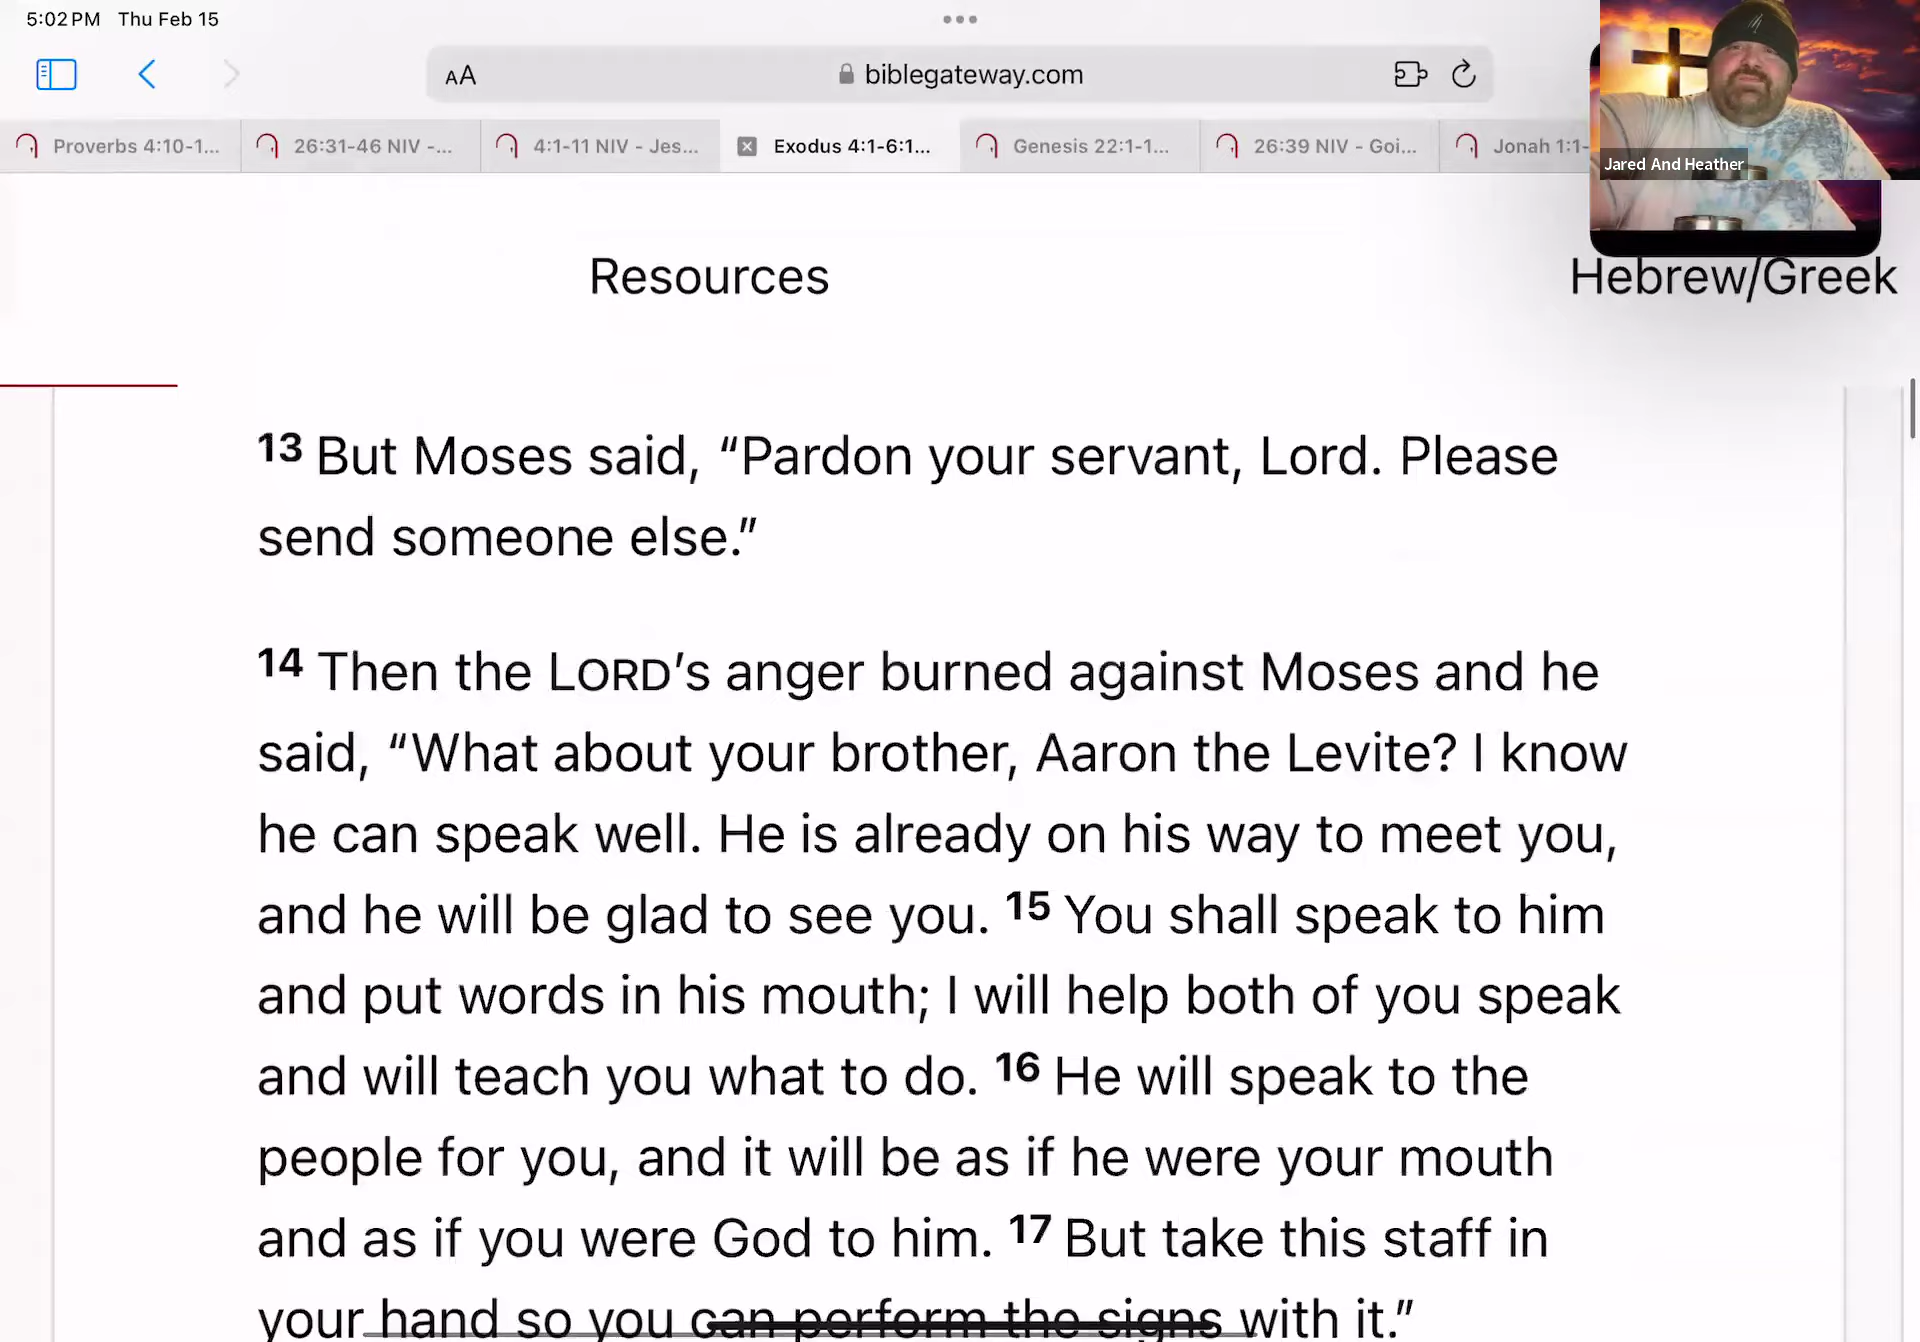 5:02 PM Thu Feb 15
AA biblegateway.com
Proverbs 4:10-1... 26:31-46 NIV -... 4:1-11 NIV - Jes... Exodus 4:1-6:1... Genesis 22:1-1... 26:39 NIV - Goi... Jonah 1:1-
Jared And Heather
Resources Hebrew/Greek
13 But Moses said, “Pardon your servant, Lord. Please
send someone else.”
14 Then the LORD’s anger burned against Moses and he
said, “What about your brother, Aaron the Levite? I know
he can speak well. He is already on his way to meet you,
and he will be glad to see you. 15 You shall speak to him
and put words in his mouth; I will help both of you speak
and will teach you what to do. 16 He will speak to the
people for you, and it will be as if he were your mouth
and as if you were God to him. 17 But take this staff in
your hand so you can perform the signs with it.”